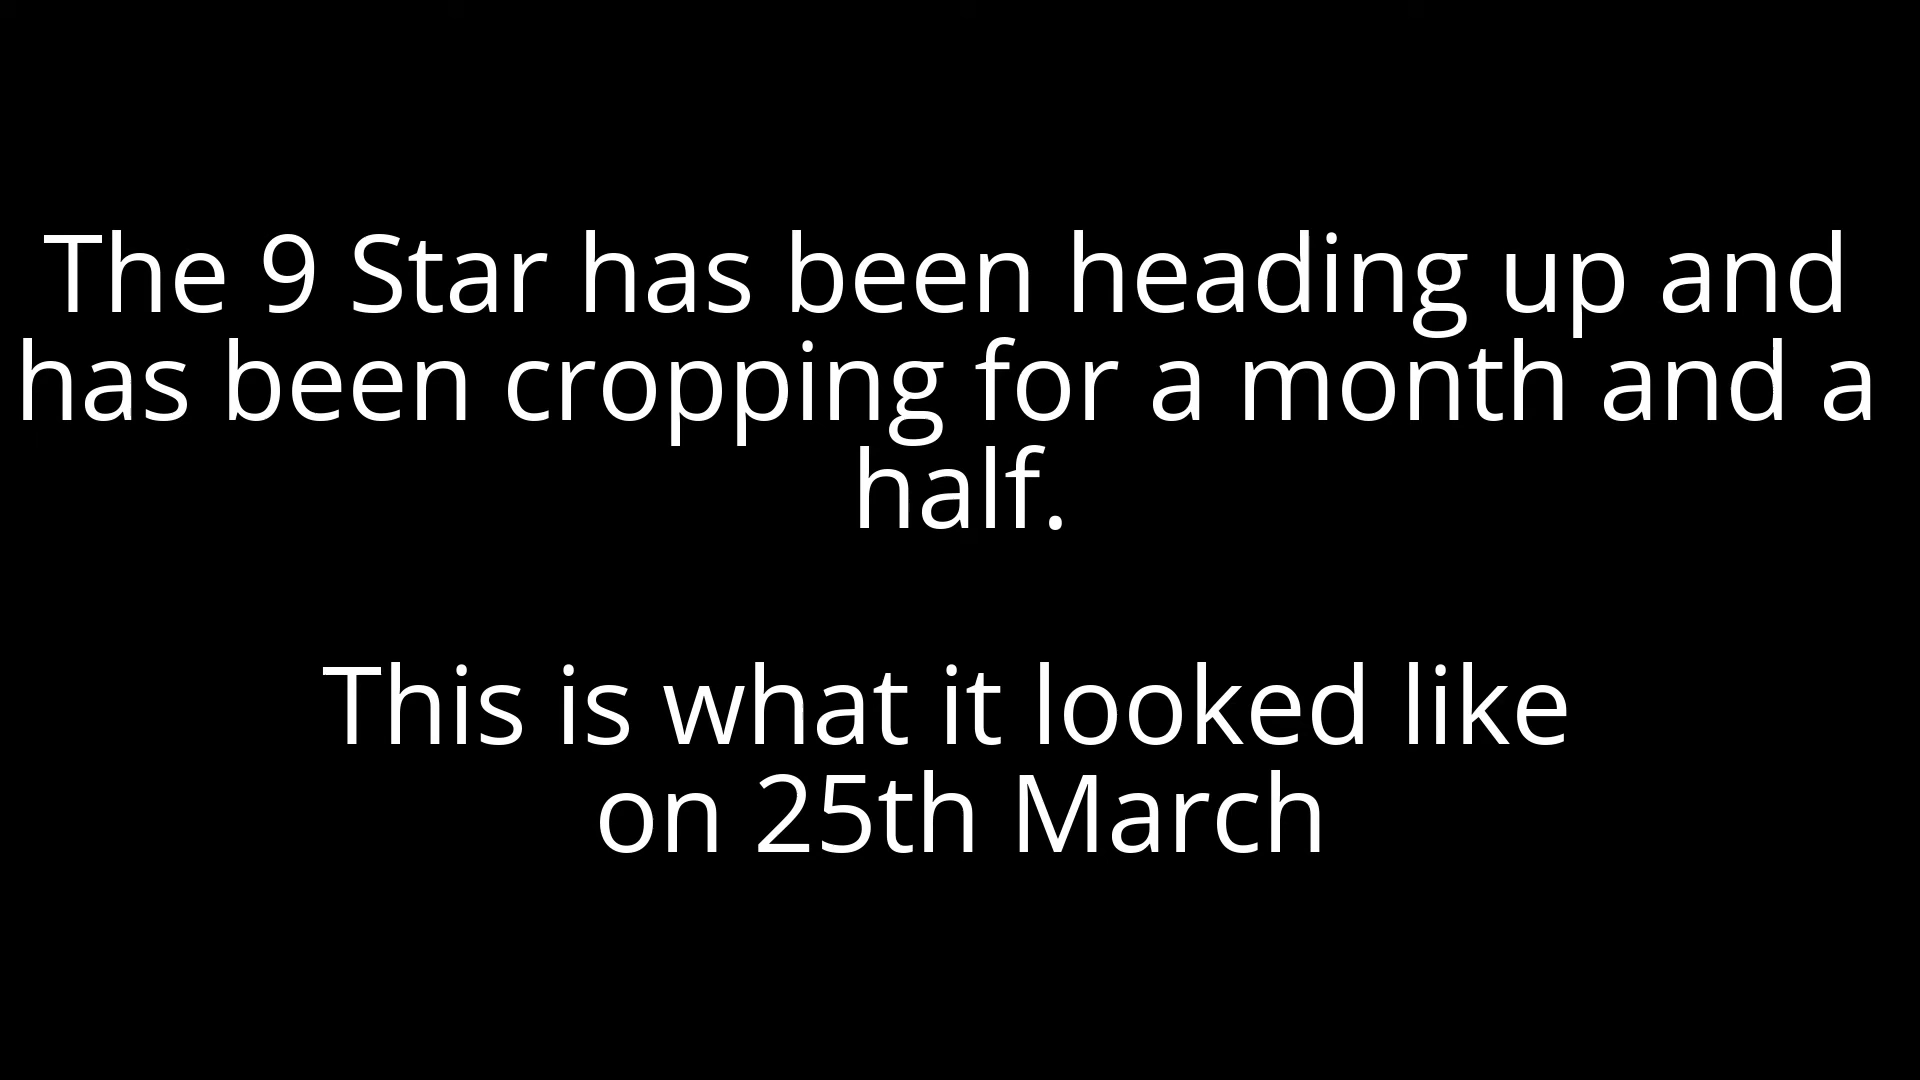 The 9 Star has been heading up and
has been cropping for a month and a
half.
This is what it looked like
on 25th March